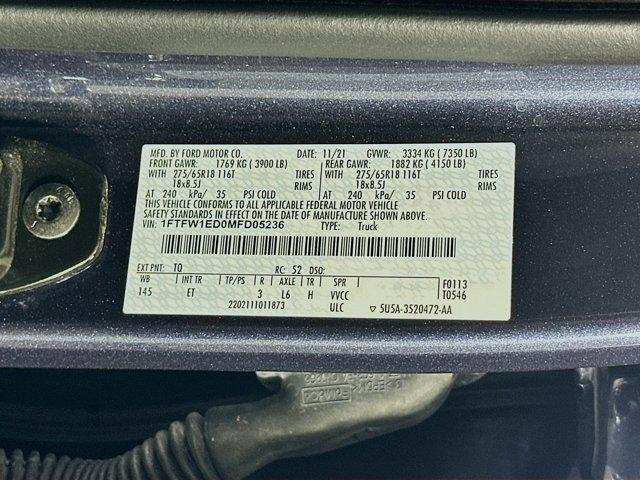 MFD. BY FORD MOTOR CO. 11/21 GVWR: 3334 KG ( 7350 LB)
FRONT GAWR: 1769 KG ( 3900 LB) REAR GAWR: 1882 KG ( 4150 LB)
WITH 275/65R18 116T TIRES WITH 275/65R18 116T TIRES
18x8.5J RIMS 18x8.5J RIMS
AT 240 kPa/ 35 PSI COLD AT 240 kPa/ 35 PSI COLD
THIS VEHICLE CONFORMS TO ALL APPLICABLE FEDERAL MOTOR VEHICLE
SAFETY STANDARDS IN EFFECT ON THE DATE OF MANUFACTURE SHOWN ABOVE.
VIN: 1FTFW1ED0MFD05236 TYPE: Truck
EXT PNT: TQ RC: 52 DSO:
WB INT TR TP/PS R AXLE TR SPR F0113
145 ET 3 L6 H VVCC T0546
2202111011873 ULC 5U5A-3520472-AA